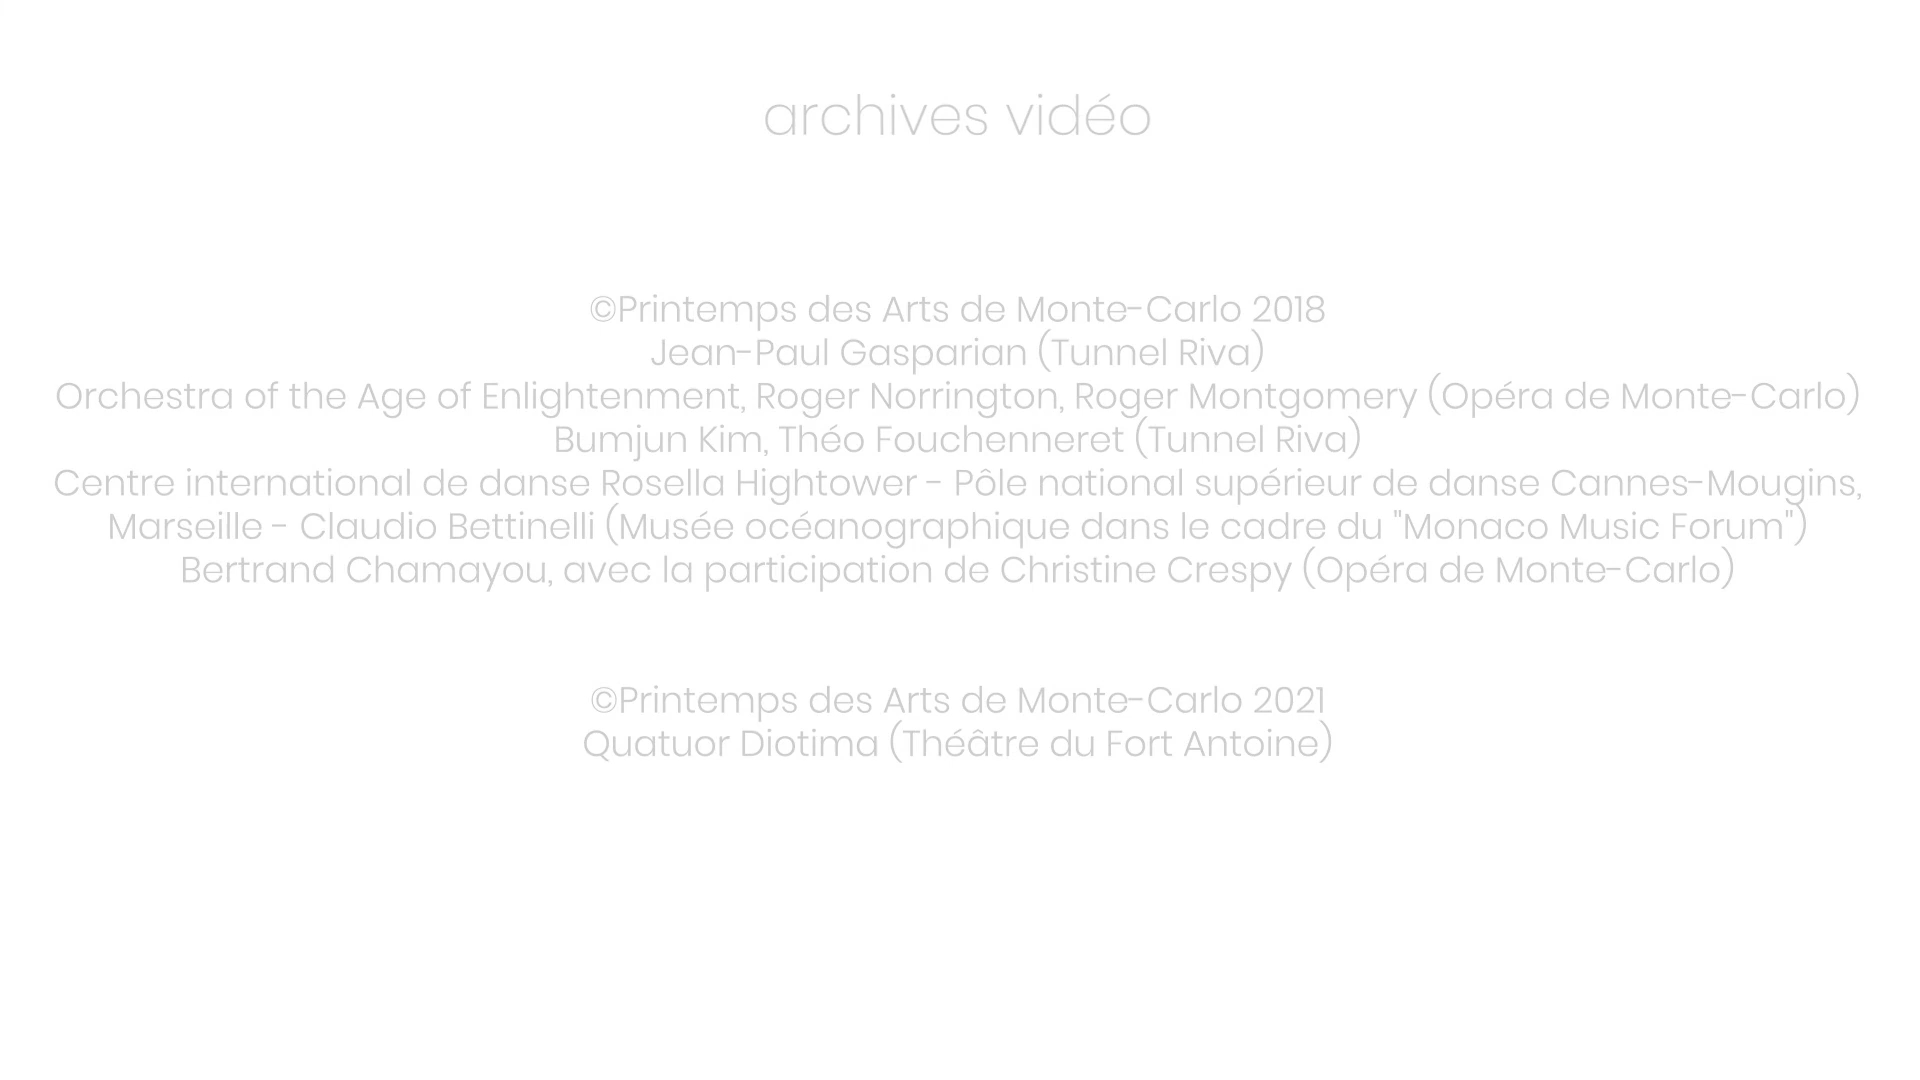 archives vidéo
©Printemps des Arts de Monte-Carlo 2018
Jean-Paul Gasparian (Tunnel Riva)
Orchestra of the Age of Enlightenment, Roger Norrington, Roger Montgomery (Opéra de Monte-Carlo)
Bumjun Kim, Théo Fouchenneret (Tunnel Riva)
Centre international de danse Rosella Hightower - Pôle national supérieur de danse Cannes-Mougins,
Marseille - Claudio Bettinelli (Musée océanographique dans le cadre du "Monaco Music Forum")
Bertrand Chamayou, avec la participation de Christine Crespy (Opéra de Monte-Carlo)
©Printemps des Arts de Monte-Carlo 2021
Quatuor Diotima (Théâtre du Fort Antoine)